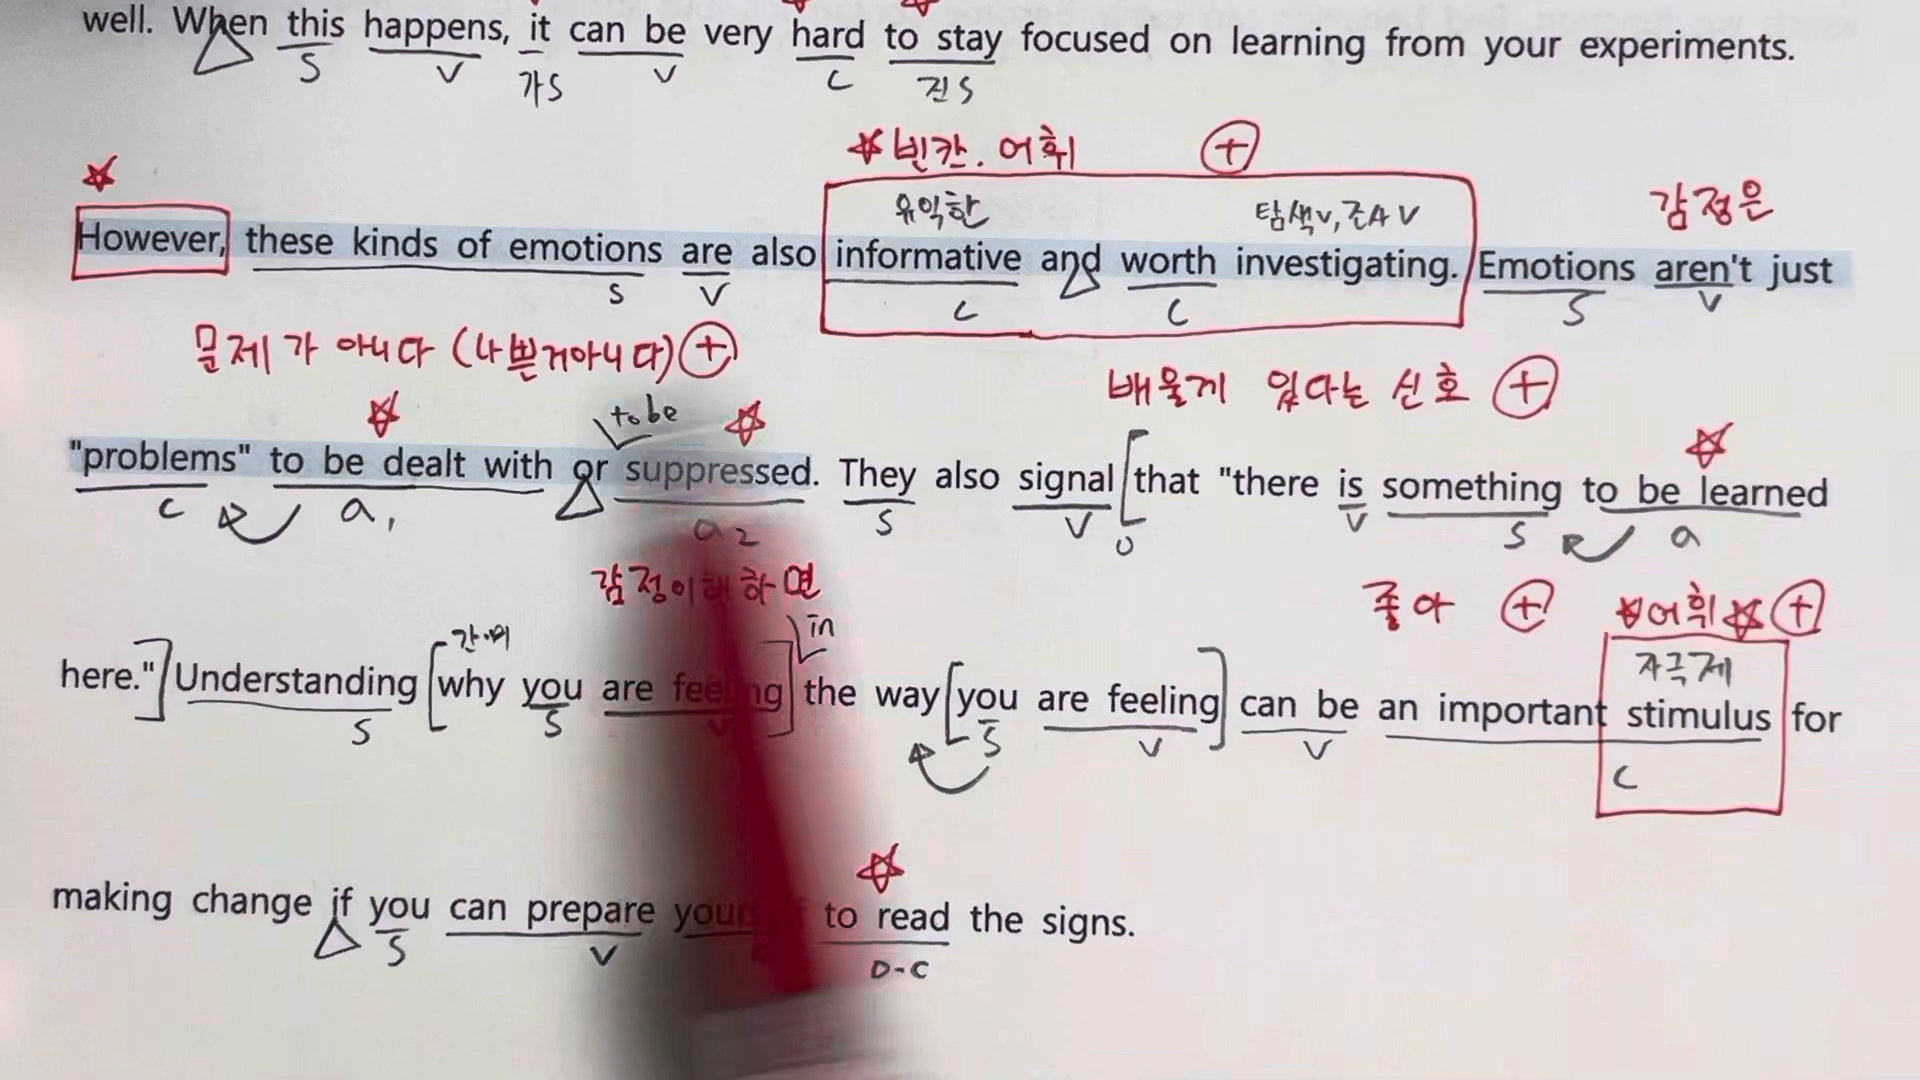 well. When this happens, it can be very hard to stay focused on learning from your experiments.
S V 가S V C 진S
빈칸. 어휘 +
유익한 탐색v, 조사v 감정은
However, these kinds of emotions are also informative and worth investigating. Emotions aren't just
S V C C S V
문제가 아니다 (나쁜거아니다) + 배울게 있다는 신호 +
to be
"problems" to be dealt with or suppressed. They also signal that "there is something to be learned
C a1 a2 S V O V S a
감정이해하면 좋아 + 어휘 +
간·의 in 자극제
here." Understanding why you are feeling the way you are feeling can be an important stimulus for
S S V S V V C
making change if you can prepare to read the signs.
S V O-C